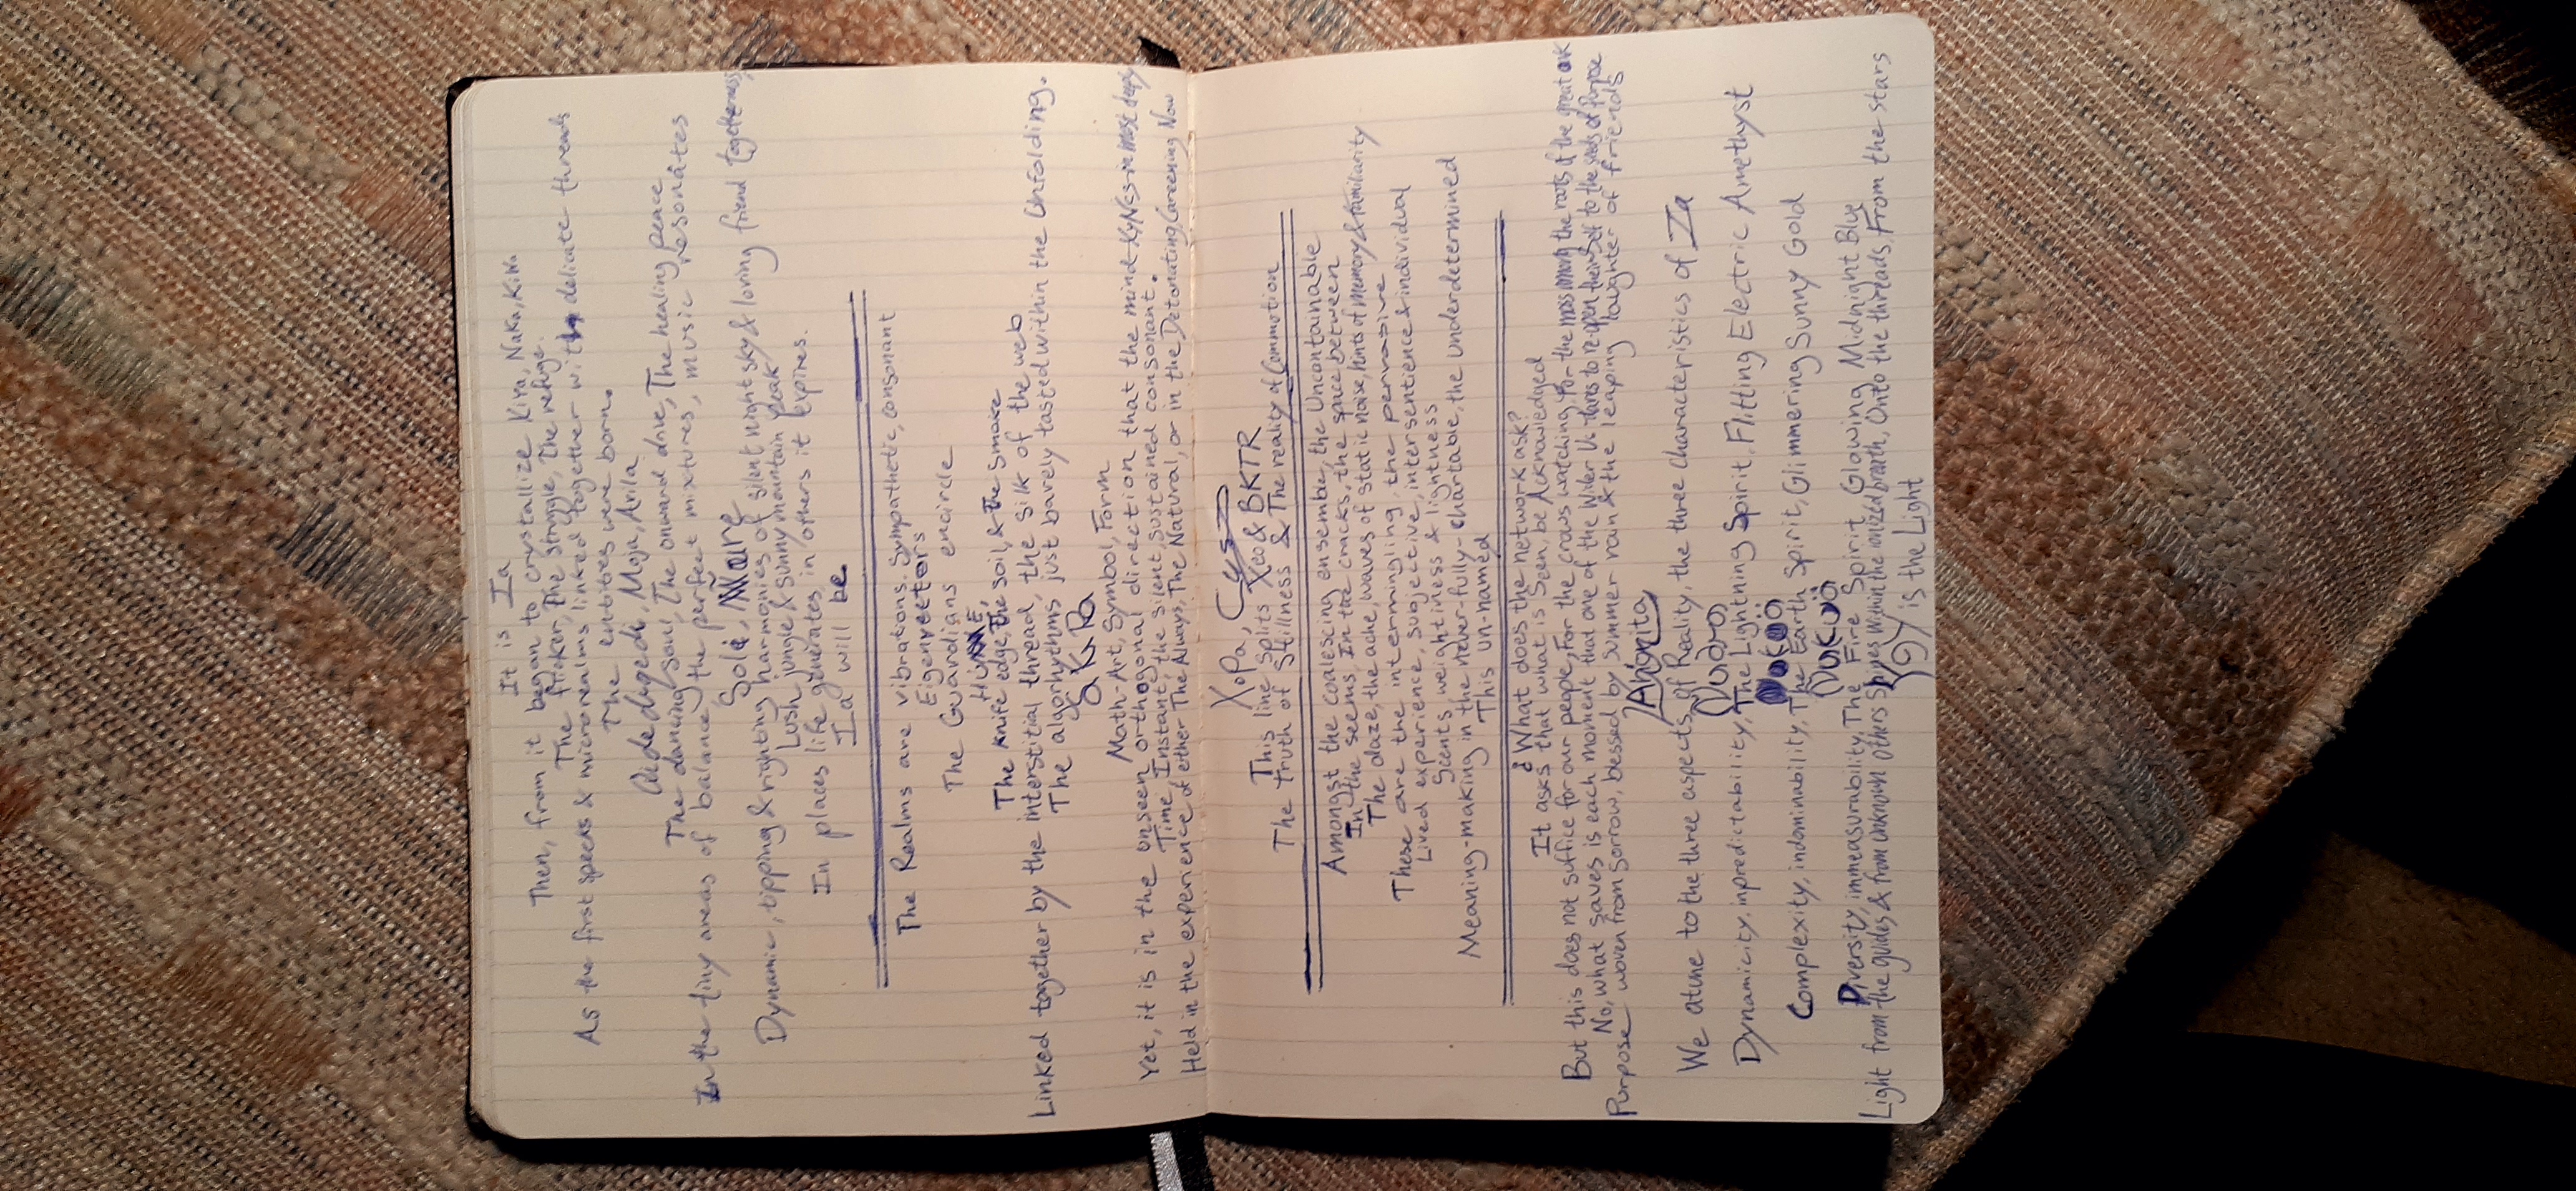 It is Ia
Then, from it began to crystallize Kiya, Naka, Kiwa
The flicker, The struggle, The refuge.
As the first specks & microrealms linked together with delicate threads
The entities were born.
Moja, Avila
The dancing soul, The onward drive, The healing peace.
In the tiny areas of balance, the perfect mixtures, music resonates
Dynamic, tipping & righting harmonies of silent night sky & loving friend togetherness,
Lush jungle & sunny mountain peak
In places life generates, in others it expires.
Ia will be
The Realms are vibrations. Sympathetic, consonant
Eigenvectors
The Guardians encircle
The knife edge, the soil, & the smoke
Linked together by the interstitial thread, the silk of the web
The algorhythms just barely tasted within the Unfolding.
Math-Art, Symbol, Form
Yet, it is in the unseen orthogonal direction that the mind in most deeply
Time, Instant, the silent, sustained consonant.
Held in the experience of either The Always, The Natural, or in the Detonating, Careening Now
XoPa,
This line splits Xeo & BKTR
The truth of Stillness & The reality of Commotion
Amongst the coalescing ensemble, the Uncontainable
In the seems, In the cracks, the space between
The daze, the ache, waves of static noise, hints of memory & familiarity
These are the intermingling, the pervasive
Lived experience, subjective, intersentience & individual
Scents, weightiness & lightness
Meaning-making in the never-fully-chartable, the underdetermined
This un-named
¿What does the network ask?
It asks that what is Seen, be Acknowledged
But this does not suffice for our people, For the crows watching, For the moss among the roots of the great oak
No, what saves is each moment that one of the Wider Us dares to re-open themself to the seeds of Purpose
Purpose woven from sorrow, blessed by summer rain & the leaping laughter of friends
We atune to the three aspects of Reality, the three characteristics of Ia
Dynamicity, inpredictability, The Lightning Spirit, Flitting Electric Amethyst
Complexity, indominability, The Earth Spirit, Glimmering Sunny Gold
Diversity, immeasurability, The Fire Spirit, Glowing Midnight Blue
Light from the guides & from unknown others Shines within the ionized breath, Onto the threads, From the stars
is the Light